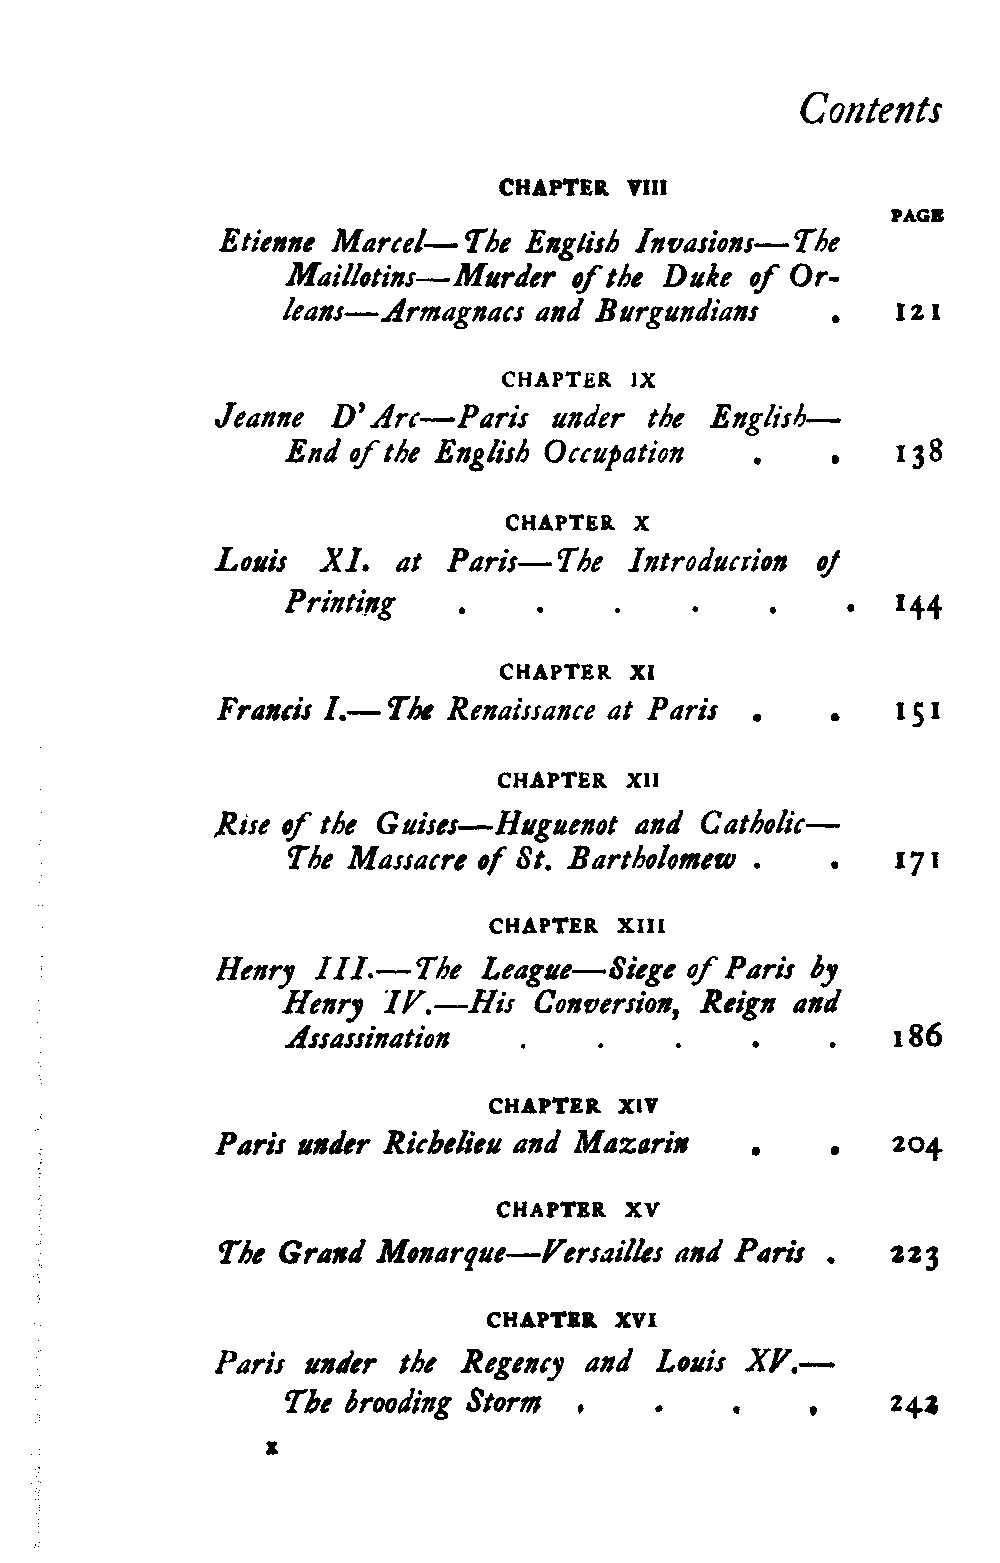 Contents
CHAPTER VIII
PAGE
Etienne Marcel—The English Invasions—The
Maillotins—Murder of the Duke of Or-
leans—Armagnacs and Burgundians . 121
CHAPTER IX
Jeanne D'Arc—Paris under the English—
End of the English Occupation . . 138
CHAPTER X
Louis XI. at Paris—The Introduction of
Printing . . . . . . 144
CHAPTER XI
Francis I.—The Renaissance at Paris . . 151
CHAPTER XII
Rise of the Guises—Huguenot and Catholic—
The Massacre of St. Bartholomew . . 171
CHAPTER XIII
Henry III.—The League—Siege of Paris by
Henry IV.—His Conversion, Reign and
Assassination . . . . . 186
CHAPTER XIV
Paris under Richelieu and Mazarin . . 204
CHAPTER XV
The Grand Monarque—Versailles and Paris . 223
CHAPTER XVI
Paris under the Regency and Louis XV.—
The brooding Storm . . . . 242
x